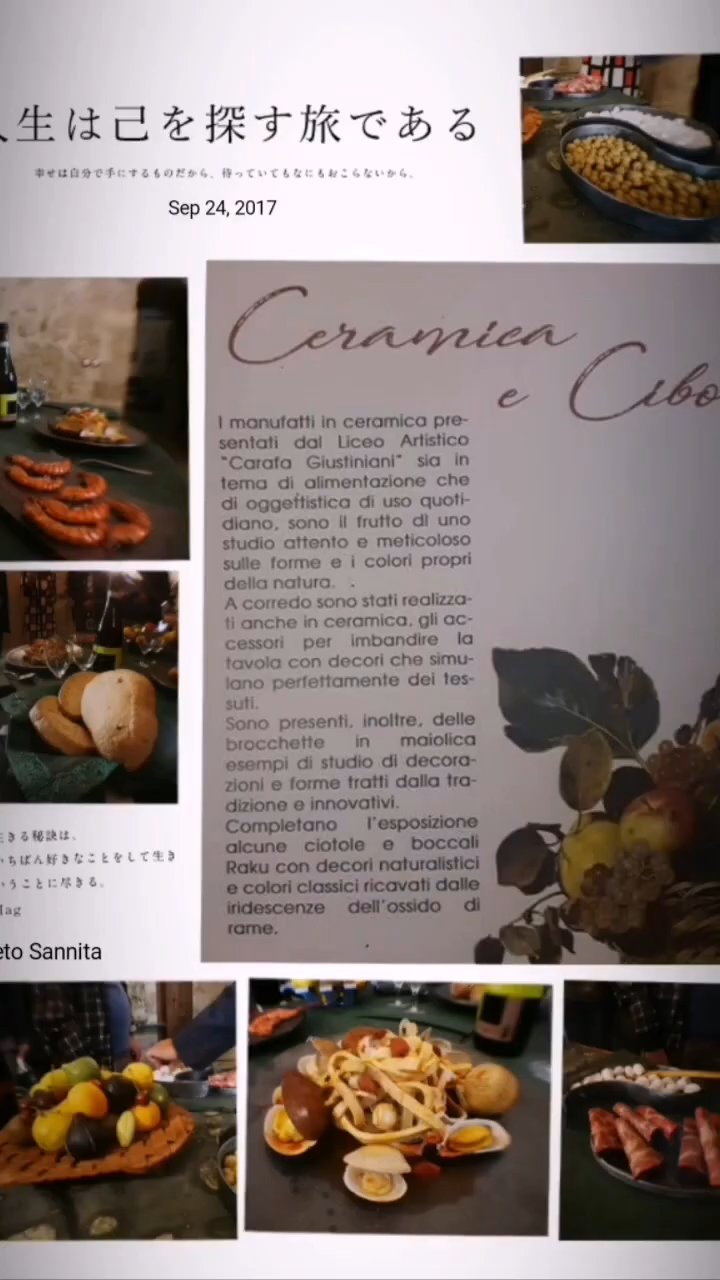 人生は己を探す旅である
幸せは自分で手にするものだから、待っていてもなにもおこらないから。
Sep 24, 2017
Ceramica
e Cibo
I manufatti in ceramica pre-
sentati dal Liceo Artistico
"Carafa Giustiniani" sia in
tema di alimentazione che
di oggettistica di uso quoti-
diano, sono il frutto di uno
studio attento e meticoloso
sulle forme e i colori propri
della natura.
A corredo sono stati realizza-
ti anche in ceramica, gli ac-
cessori per imbandire la
tavola con decori che simu-
lano perfettamente dei tes-
suti.
Sono presenti, inoltre, delle
brocchette in maiolica
esempi di studio di decora-
zioni e forme tratti dalla tra-
dizione e innovativi.
Completano l'esposizione
alcune ciotole e boccali
Raku con decori naturalistici
e colori classici ricavati dalle
iridescenze dell'ossido di
rame.
きる秘訣は、
ちばん好きなことをして生き
うことに尽きる。
eto Sannita